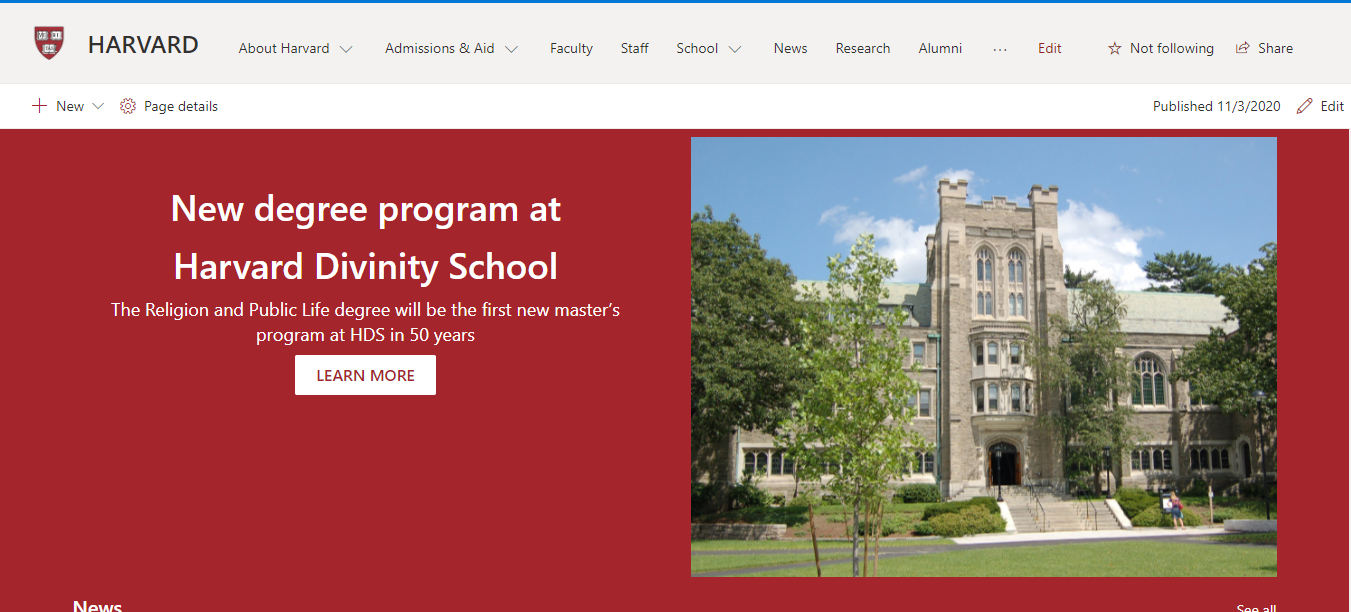 HARVARD
About Harvard
Admissions & Aid
Faculty
Staff
School
News
Research
Alumni
...
Edit
Not following
Share
New
Page details
Published 11/3/2020
Edit
New degree program at
Harvard Divinity School
The Religion and Public Life degree will be the first new master’s
program at HDS in 50 years
LEARN MORE
News
See all